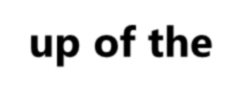 up of the